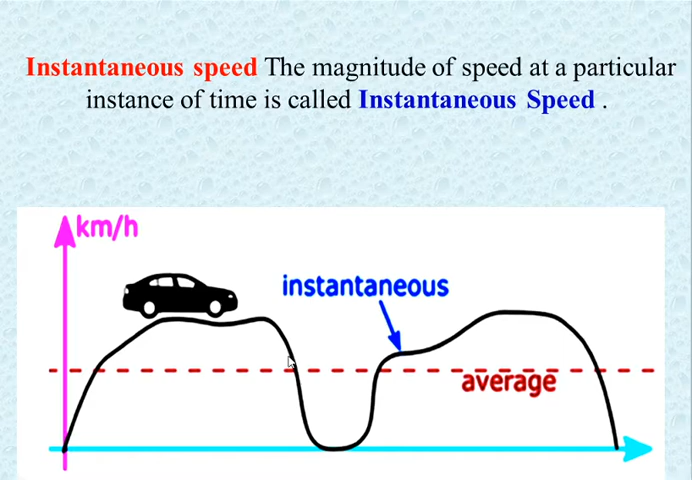 Instantaneous speed The magnitude of speed at a particular
instance of time is called Instantaneous Speed .
km/h
instantaneous
average